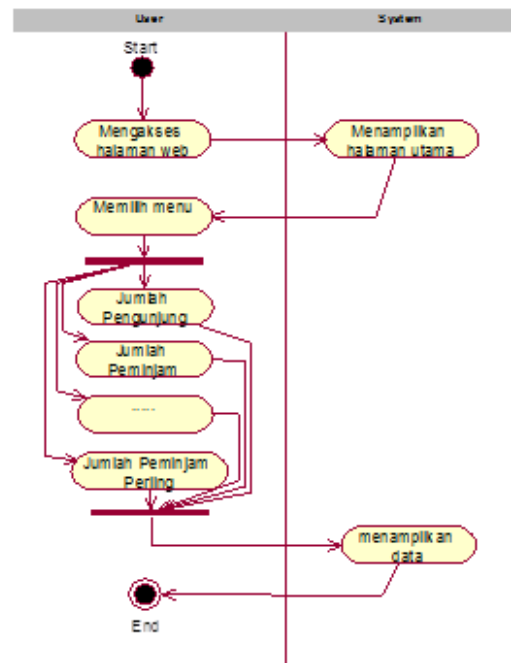 User
System
Start
Mengakses
halaman web
Menampilkan
halaman utama
Memilih menu
Jumlah
Pengunjung
Jumlah
Peminjam
......
Jumlah Peminjam
Perling
menampilkan
data
End